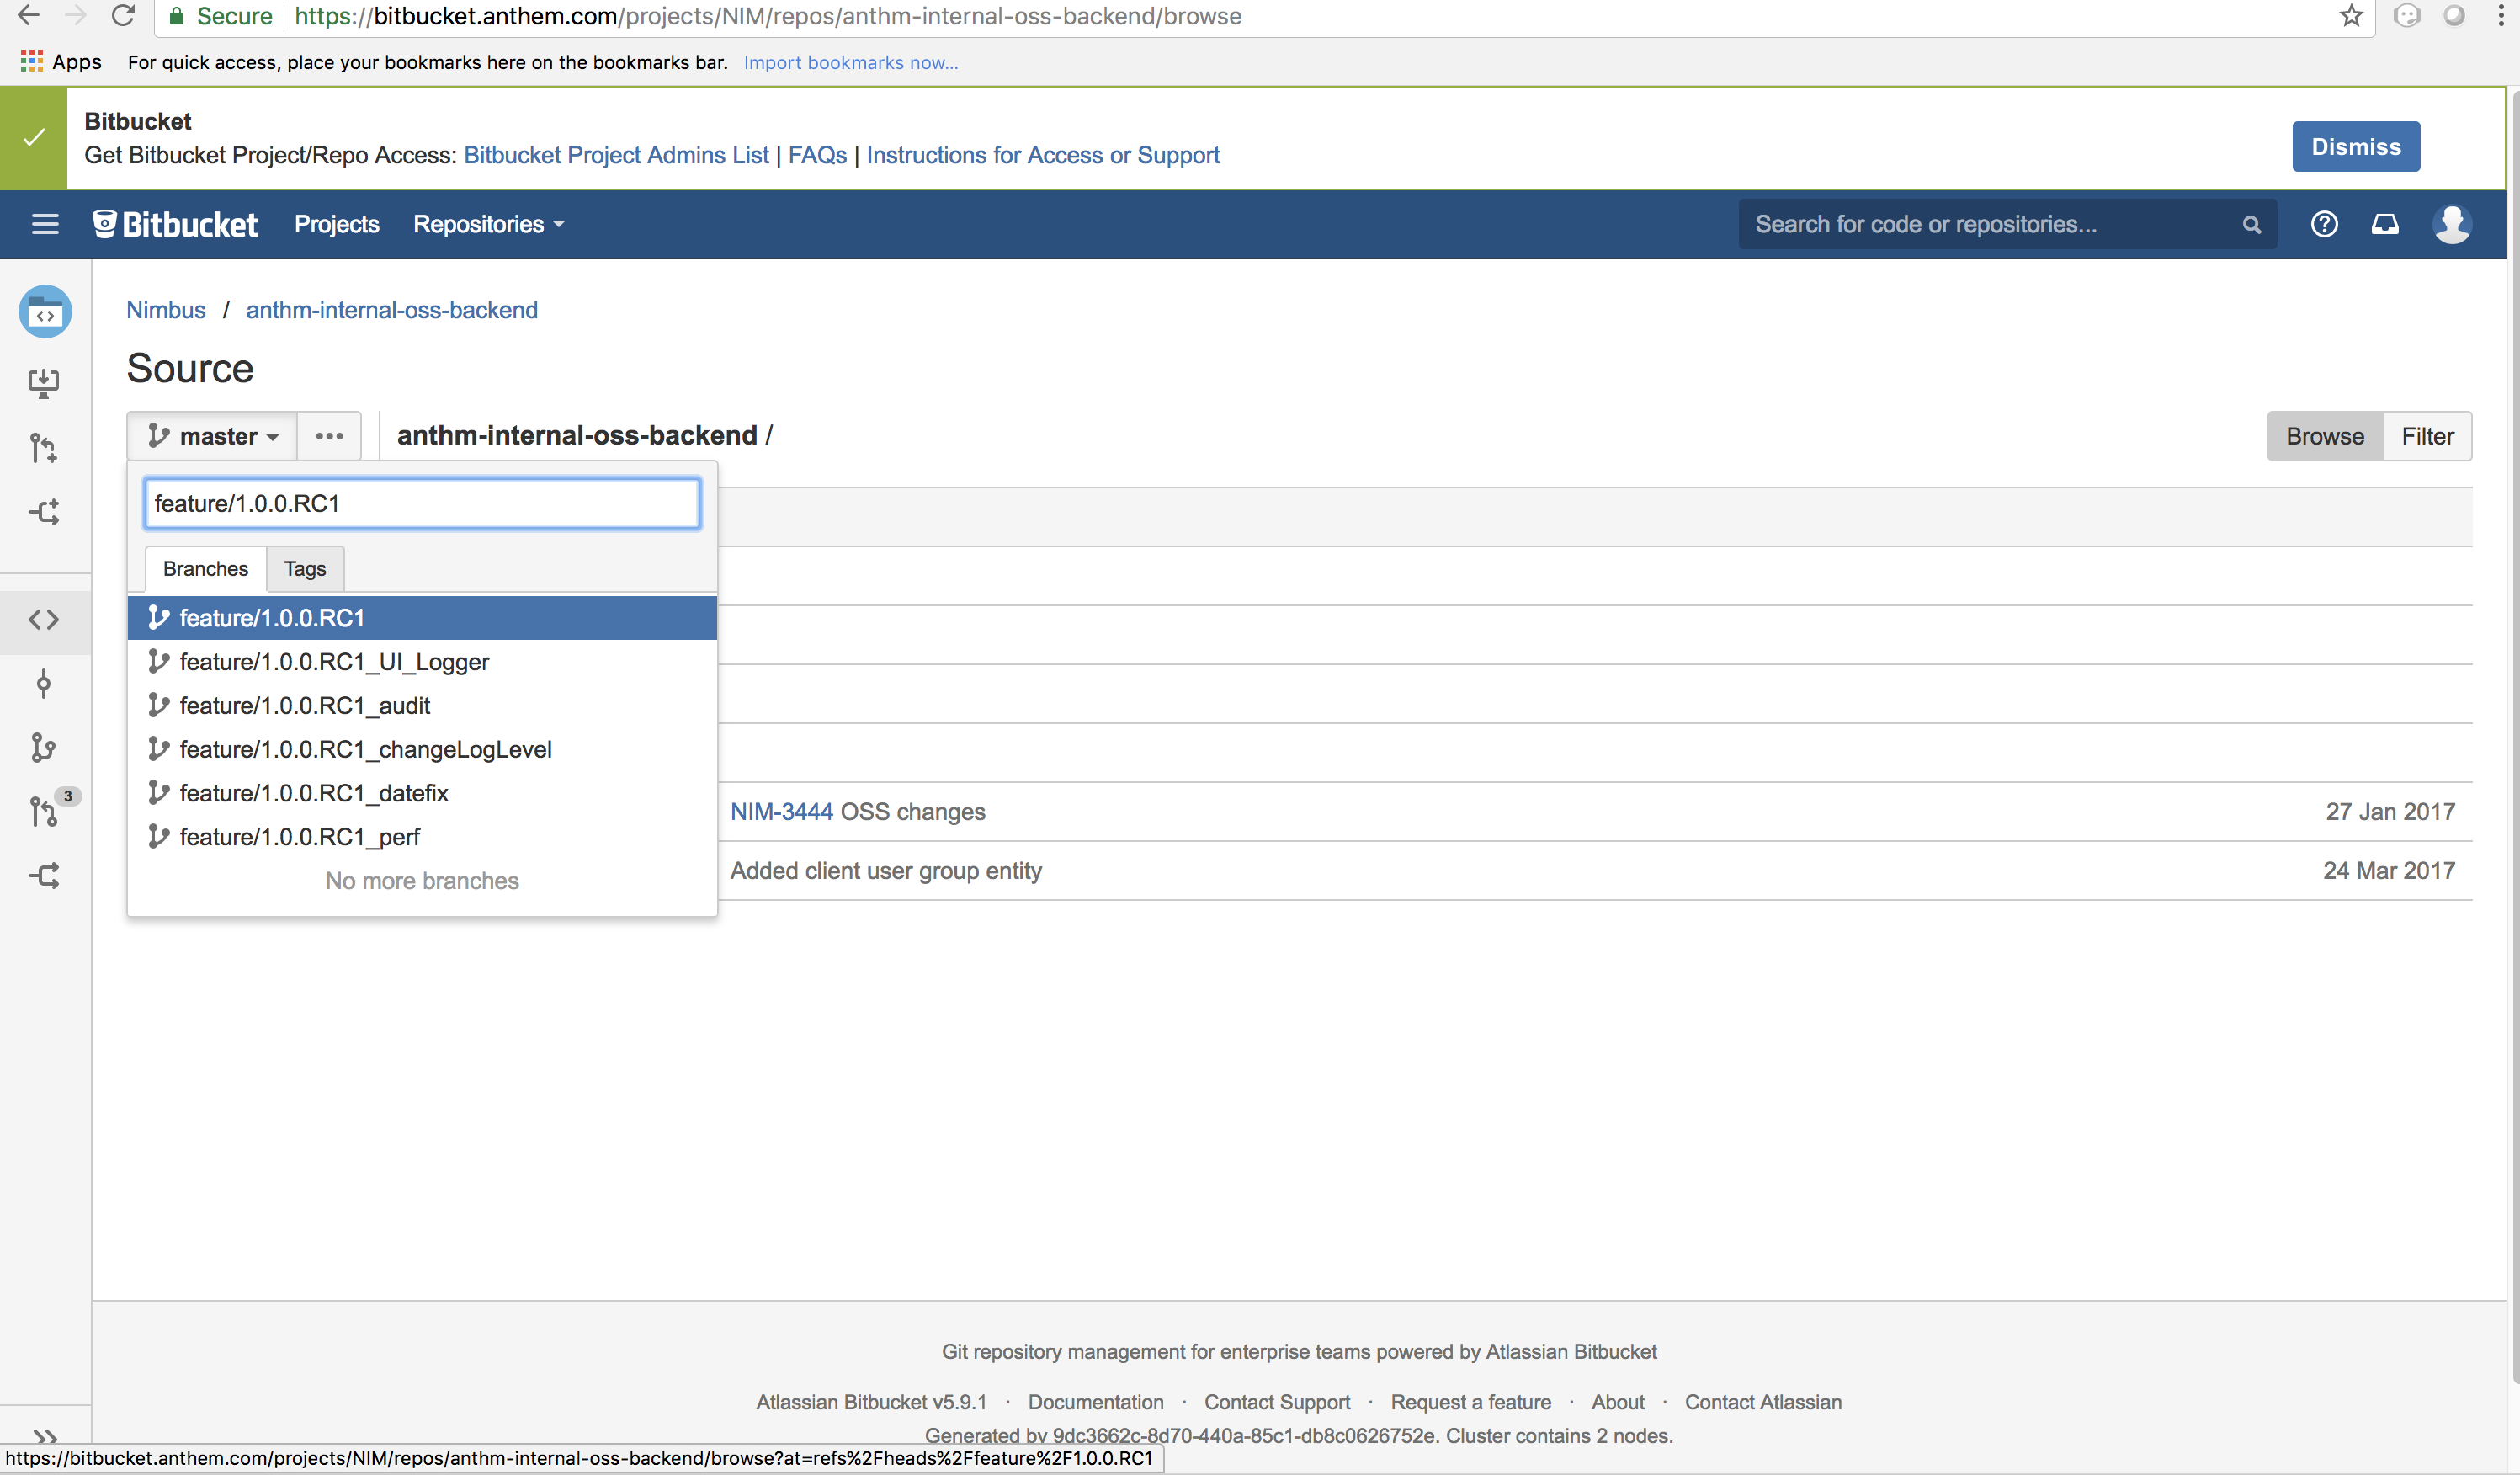 Secure https://bitbucket.anthem.com/projects/NIM/repos/anthm-internal-oss-backend/browse
Apps For quick access, place your bookmarks here on the bookmarks bar. Import bookmarks now...
Bitbucket
Get Bitbucket Project/Repo Access: Bitbucket Project Admins List | FAQs | Instructions for Access or Support
Dismiss
Bitbucket Projects Repositories Search for code or repositories...
Nimbus / anthm-internal-oss-backend
Source
master anthm-internal-oss-backend / Browse Filter
feature/1.0.0.RC1
Branches Tags
feature/1.0.0.RC1
feature/1.0.0.RC1_UI_Logger
feature/1.0.0.RC1_audit
feature/1.0.0.RC1_changeLogLevel
feature/1.0.0.RC1_datefix
3
NIM-3444 OSS changes 27 Jan 2017
feature/1.0.0.RC1_perf
Added client user group entity 24 Mar 2017
No more branches
Git repository management for enterprise teams powered by Atlassian Bitbucket
Atlassian Bitbucket v5.9.1 · Documentation · Contact Support · Request a feature · About · Contact Atlassian
Generated by 9dc3662c-8d70-440a-85c1-db8c0626752e. Cluster contains 2 nodes.
https://bitbucket.anthem.com/projects/NIM/repos/anthm-internal-oss-backend/browse?at=refs%2Fheads%2Ffeature%2F1.0.0.RC1